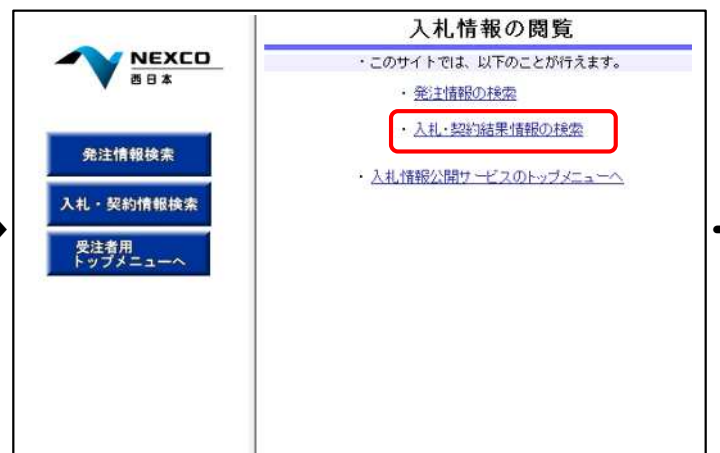 NEXCO
西日本
発注情報検索
入札・契約情報検索
受注者用
トップメニューへ
入札情報の閲覧
・このサイトでは、以下のことが行えます。
・発注情報の検索
・入札・契約結果情報の検索
・入札情報公開サービスのトップメニューへ